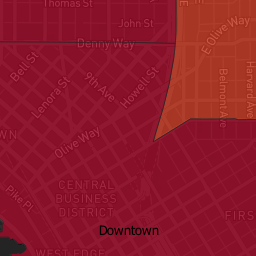 Thomas St
John St
E Olive Way
Denny Way
Bell St
9th Ave
Howell St
Lenora St
Belmont Ave
Harvard Ave
Olive Way
CENTRAL
BUSINESS
DISTRICT
Pike Pl
FIRS
Downtown
WEST EDGE